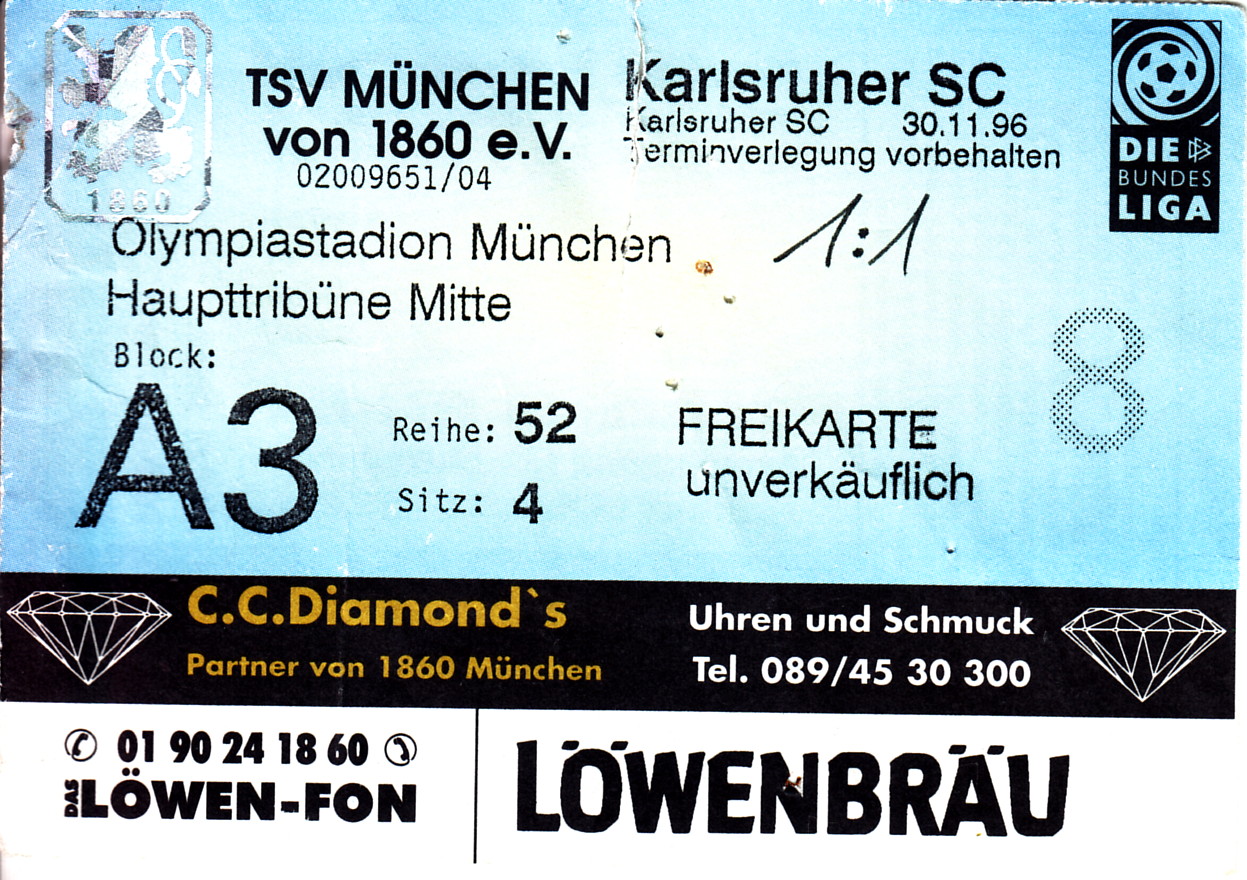 1860
TSV MÜNCHEN
von 1860 e.V.
02009651/04
Karlsruher SC
Karlsruher SC 30.11.96
Terminverlegung vorbehalten
DIE DFB
BUNDES
LIGA
Olympiastadion München
1:1
Haupttribüne Mitte
Block:
A3
Reihe: 52
Sitz: 4
FREIKARTE
unverkäuflich
8
C.C.Diamond`s
Partner von 1860 München
Uhren und Schmuck
Tel. 089/45 30 300
01 90 24 18 60
DAS LÖWEN-FON
LÖWENBRÄU